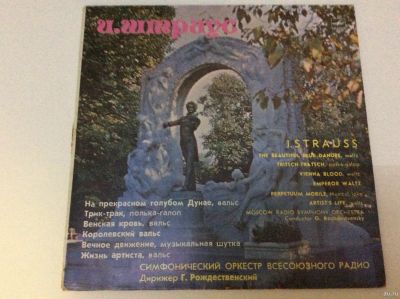 и.штраус
I. STRAUSS
THE BEAUTIFUL BLUE DANUBE, waltz
TRITSCH-TRATSCH, polka-galop
VIENNA BLOOD, waltz
EMPEROR WALTZ
PERPETUUM MOBILE, Musical joke
ARTIST'S LIFE, waltz
MOSCOW RADIO SYMPHONY ORCHESTRA
Conductor G. Rozhdestvensky
На прекрасном голубом Дунае, вальс
Трик-трак, полька-галоп
Венская кровь, вальс
Королевский вальс
Вечное движение, музыкальная шутка
Жизнь артиста, вальс
СИМФОНИЧЕСКИЙ ОРКЕСТР ВСЕСОЮЗНОГО РАДИО
Дирижер Г. Рождественский